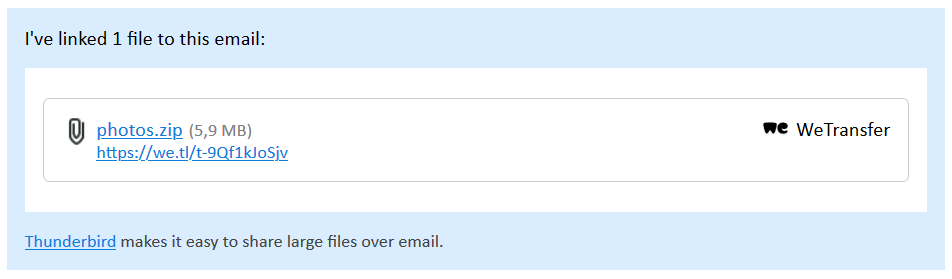 I've linked 1 file to this email:
photos.zip (5,9 MB)
WeTransfer
https://we.tl/t-9Qf1kJoSjv
Thunderbird makes it easy to share large files over email.